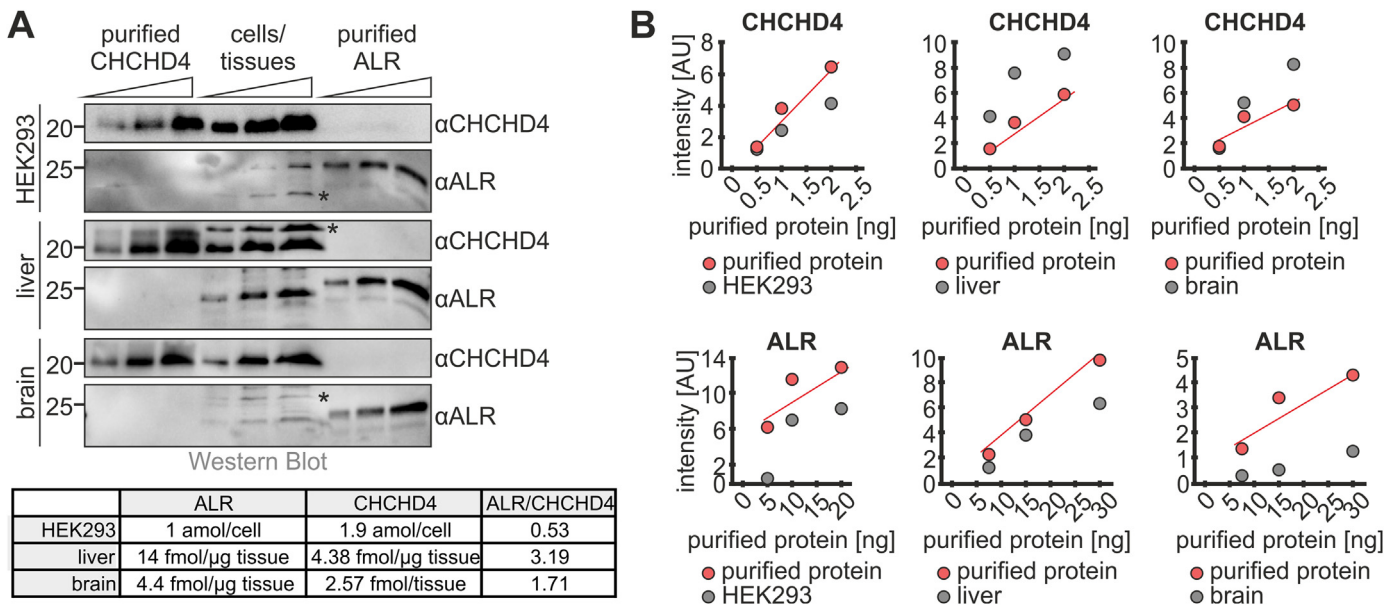 A
purified CHCHD4
cells/ tissues
purified ALR
HEK293
20
αCHCHD4
25
αALR
*
liver
20
αCHCHD4
*
25
αALR
brain
20
αCHCHD4
25
αALR
*
Western Blot
ALR CHCHD4 ALR/CHCHD4
HEK293 1 amol/cell 1.9 amol/cell 0.53
liver 14 fmol/µg tissue 4.38 fmol/µg tissue 3.19
brain 4.4 fmol/µg tissue 2.57 fmol/tissue 1.71
B
CHCHD4
intensity [AU]
8
6
4
2
0
0 0.5 1 1.5 2 2.5
purified protein [ng]
purified protein
HEK293
CHCHD4
10
8
6
4
2
0
0 0.5 1 1.5 2 2.5
purified protein [ng]
purified protein
liver
CHCHD4
10
8
6
4
2
0
0 0.5 1 1.5 2 2.5
purified protein [ng]
purified protein
brain
ALR
intensity [AU]
14
10
6
2
0
0 5 10 15 20
purified protein [ng]
purified protein
HEK293
ALR
10
8
6
4
2
0
0 5 10 15 20 25 30
purified protein [ng]
purified protein
liver
ALR
5
4
3
2
1
0
0 5 10 15 20 25 30
purified protein [ng]
purified protein
brain